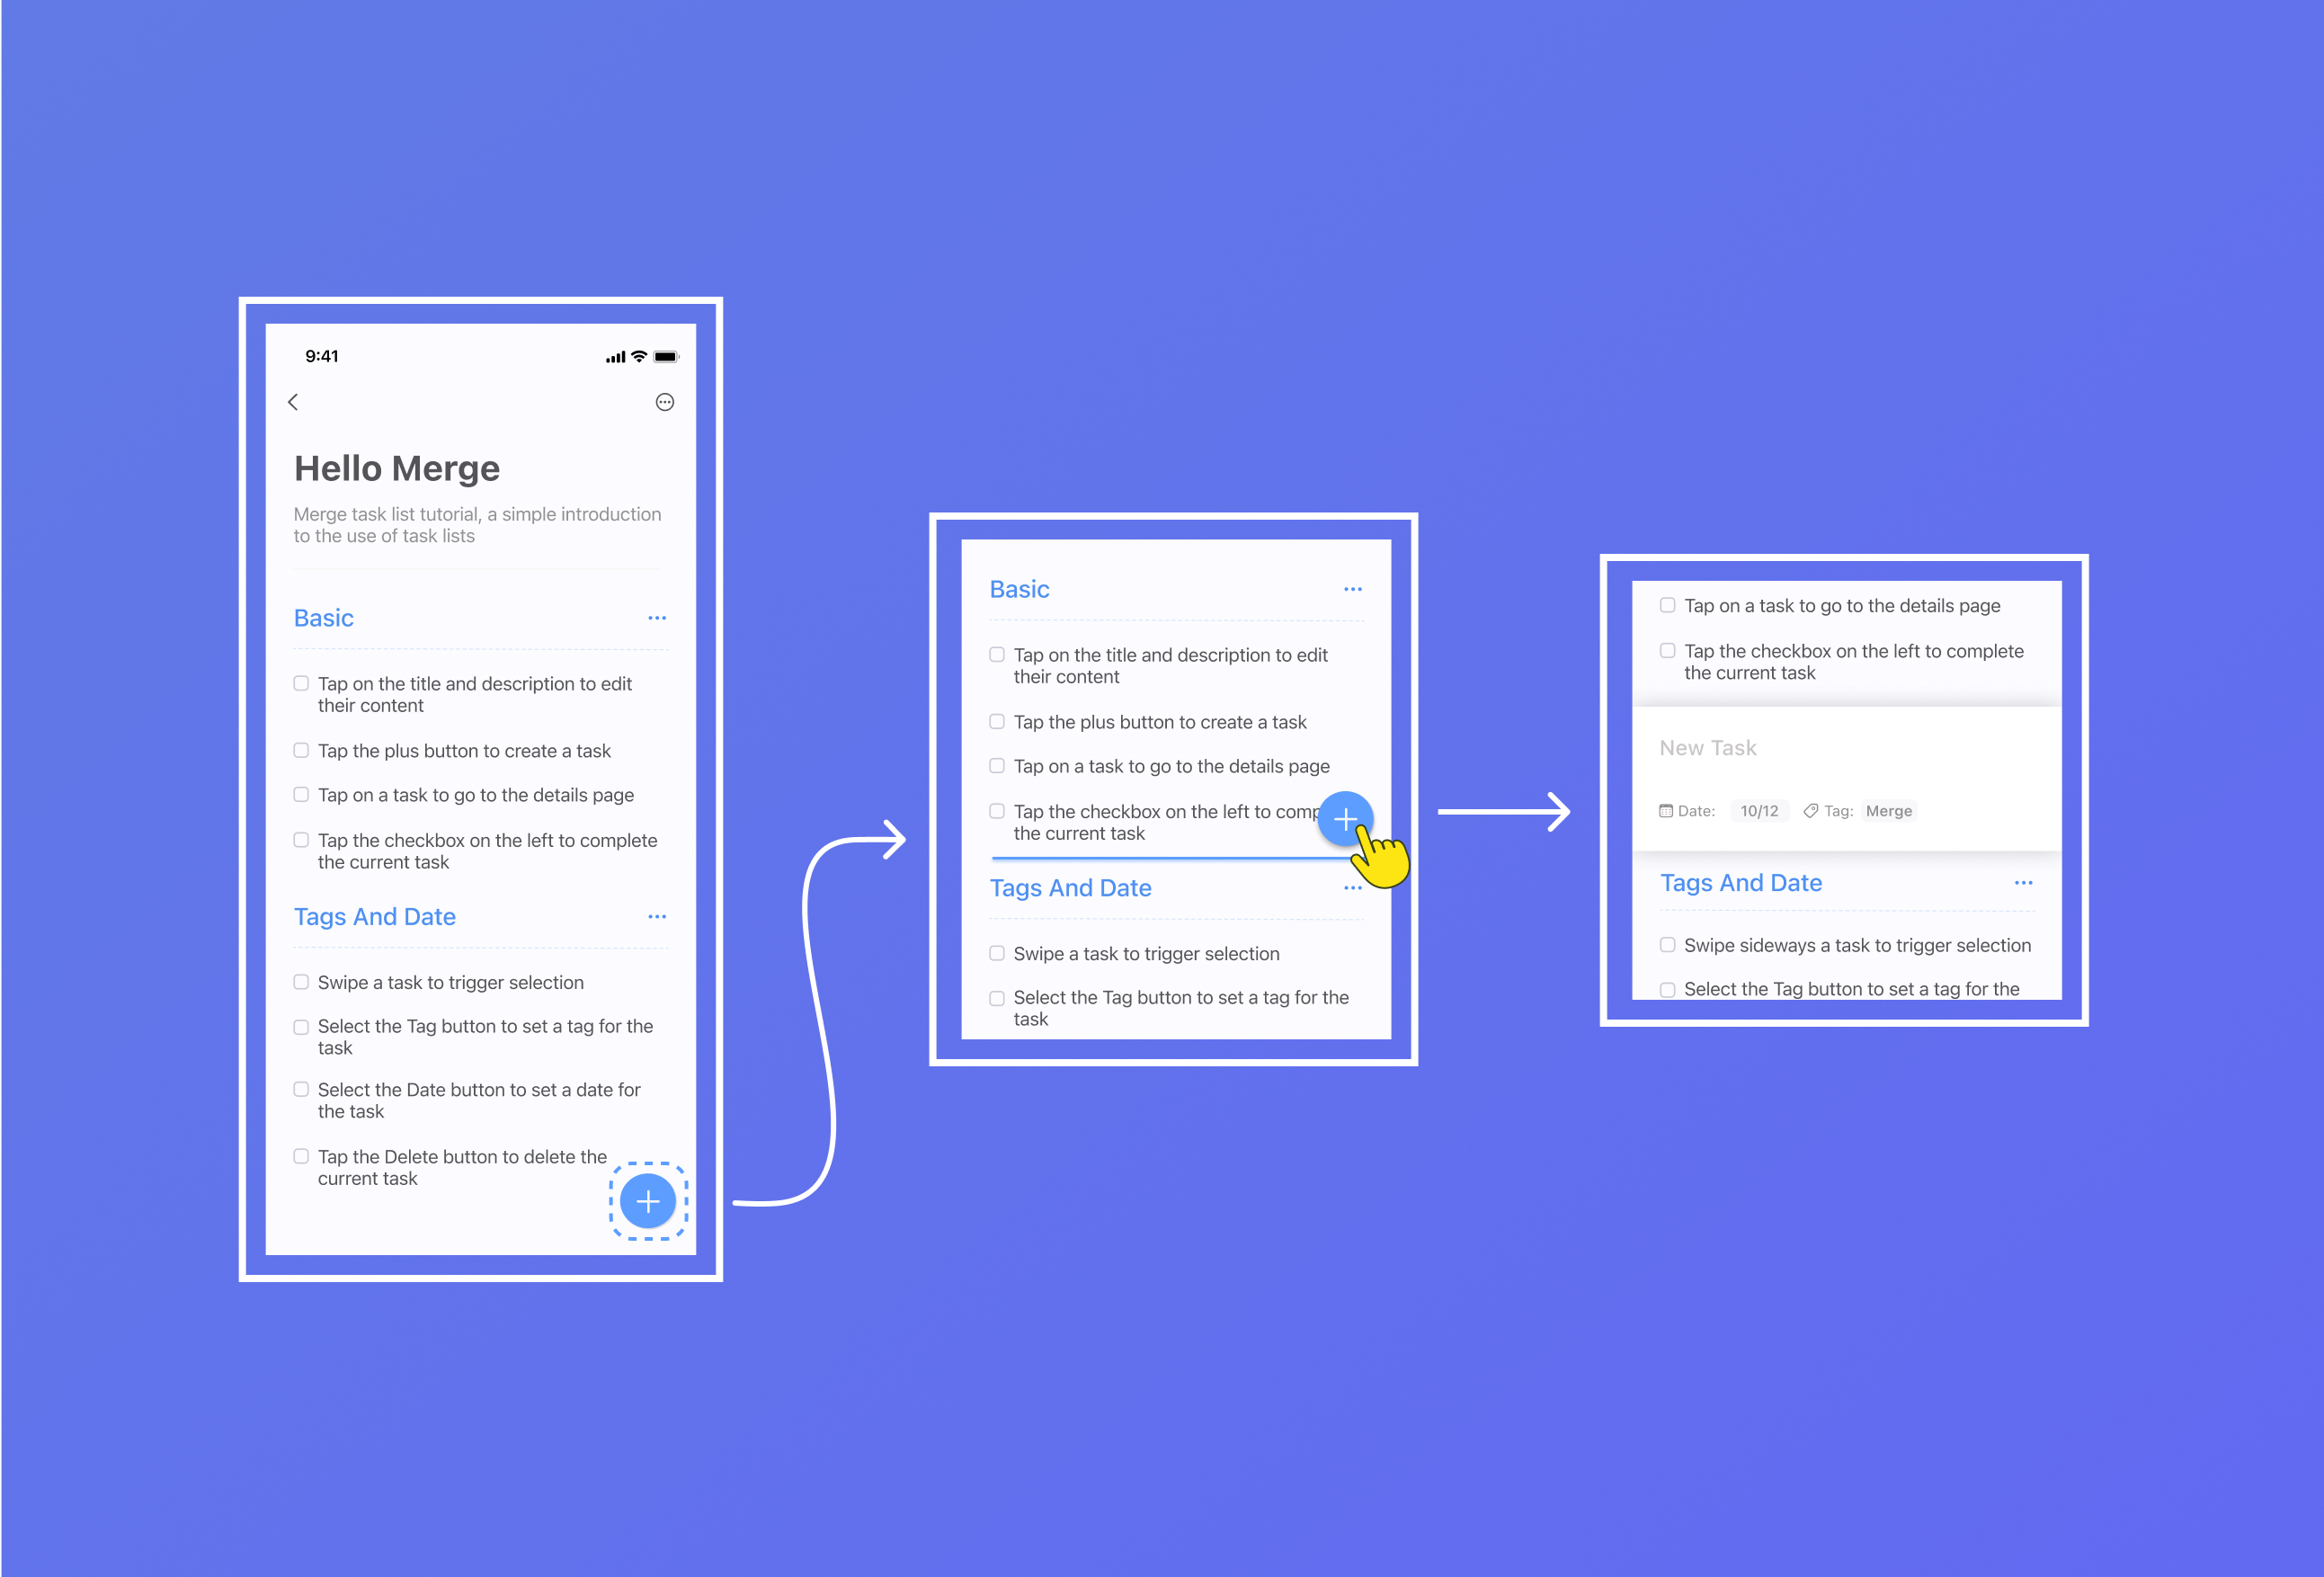 9:41
Hello Merge
Merge task list tutorial, a simple introduction
to the use of task lists
Basic
Tap on the title and description to edit
their content
Tap the plus button to create a task
Tap on a task to go to the details page
Tap the checkbox on the left to complete
the current task
Tags And Date
Swipe a task to trigger selection
Select the Tag button to set a tag for the
task
Select the Date button to set a date for
the task
Tap the Delete button to delete the
current task
Basic
Tap on the title and description to edit
their content
Tap the plus button to create a task
Tap on a task to go to the details page
Tap the checkbox on the left to comp
the current task
Tags And Date
Swipe a task to trigger selection
Select the Tag button to set a tag for the
task
Tap on a task to go to the details page
Tap the checkbox on the left to complete
the current task
New Task
Date: 10/12 Tag: Merge
Tags And Date
Swipe sideways a task to trigger selection
Select the Tag button to set a tag for the